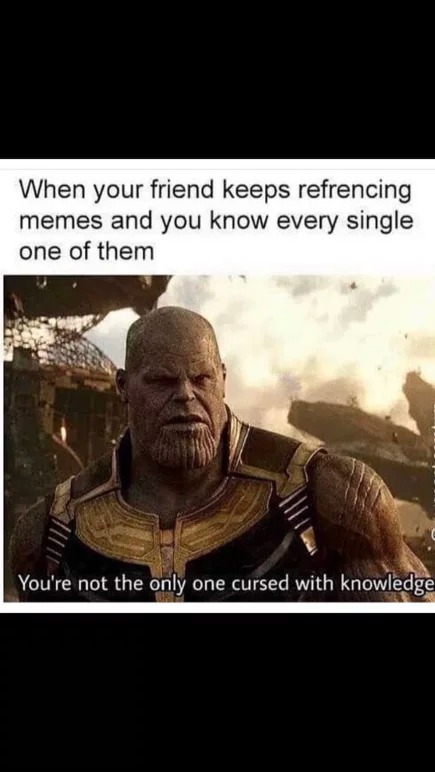 When your friend keeps refrencing
memes and you know every single
one of them
You're not the only one cursed with knowledge